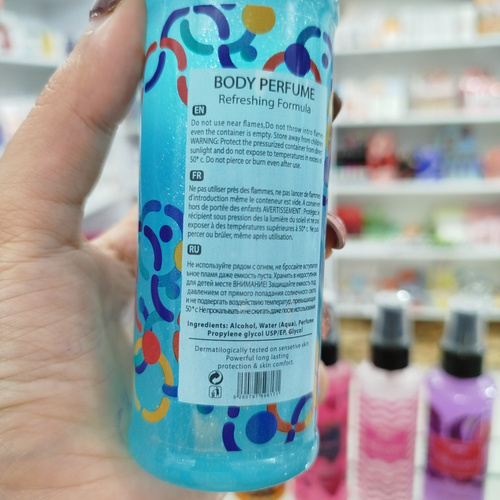 BODY PERFUME
Refreshing Formula
EN
Do not use near flames,Do not throw intro flames
even the container is empty. Store away from children
WARNING: Protect the pressurized container from direct
sunlight and do not expose to temperatures in excess of
50° c. Do not pierce or burn even after use.
FR
Ne pas utiliser près des flammes, ne pas lancer de flammes
d'introduction même le conteneur est vide. A conserver
hors de portée des enfants AVERTISSEMENT: Protéger le
récipient sous pression des la lumière du soleil et ne pas
exposer à des températures supérieures à 50° c. Ne pas
percer ou brûler, même après utilisation.
RU
Не используйте рядом с огнем, не бросайте вступитель
ное пламя даже емкость пуста. Хранить в недоступном
для детей месте ВНИМАНИЕ! Защищайте емкость под
давлением от прямого попадания солнечного света
и не подвергать воздействию температур, превышающих
50° с Не прокалывать и не сжигать даже после использования.
Ingredients: Alcohol, Water (Aqua), Perfume
Propylene glycol USP/EP, Glycol
Dermatilogically tested on sensetive skin
Powerful long lasting
protection & skin comfort.